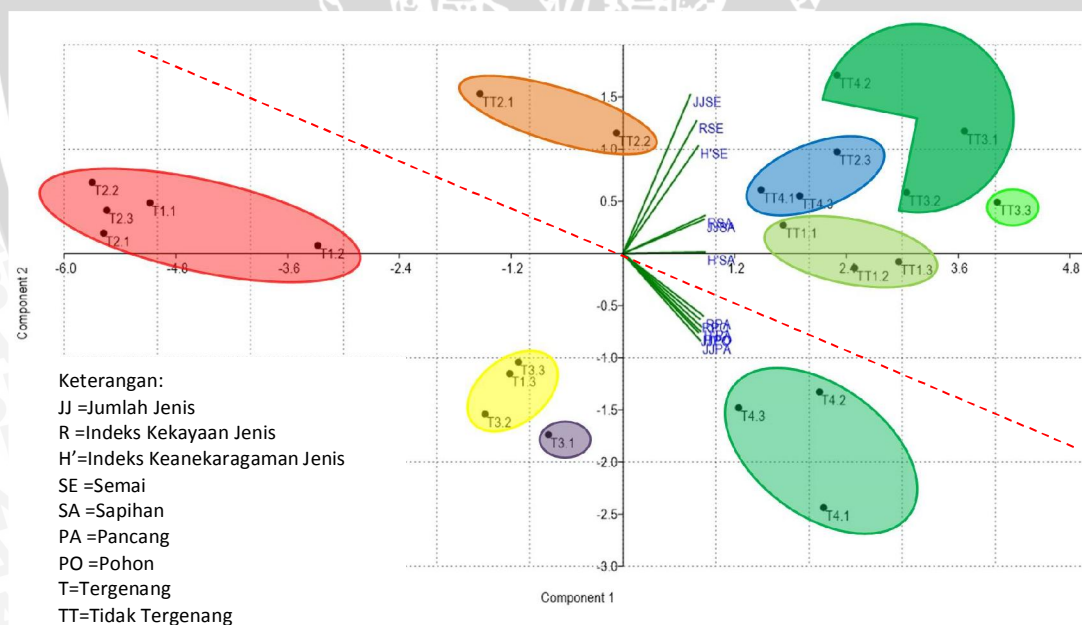 TT4.2
TT2.1
1.5
JJSE
TT2.2
RSE
TT3.1
1.0
H'SE
TT2.3
T2.2
TT4.1
TT4.3
TT3.2
TT3.3
T2.3
T1.1
0.5
JJSA
TT1.1
T2.1
T1.2
H'SA
TT1.2
TT1.3
-6.0
-4.8
-3.6
-2.4
-1.2
1.2
2.4
3.6
4.8
Component 2
-0.5
RPA
JJPA
-1.0
T3.3
T1.3
T3.2
T4.2
T4.3
-1.5
T3.1
-2.0
T4.1
-2.5
-3.0
Component 1
Keterangan:
JJ =Jumlah Jenis
R =Indeks Kekayaan Jenis
H'=Indeks Keanekaragaman Jenis
SE =Semai
SA =Sapihan
PA =Pancang
PO =Pohon
T=Tergenang
TT=Tidak Tergenang